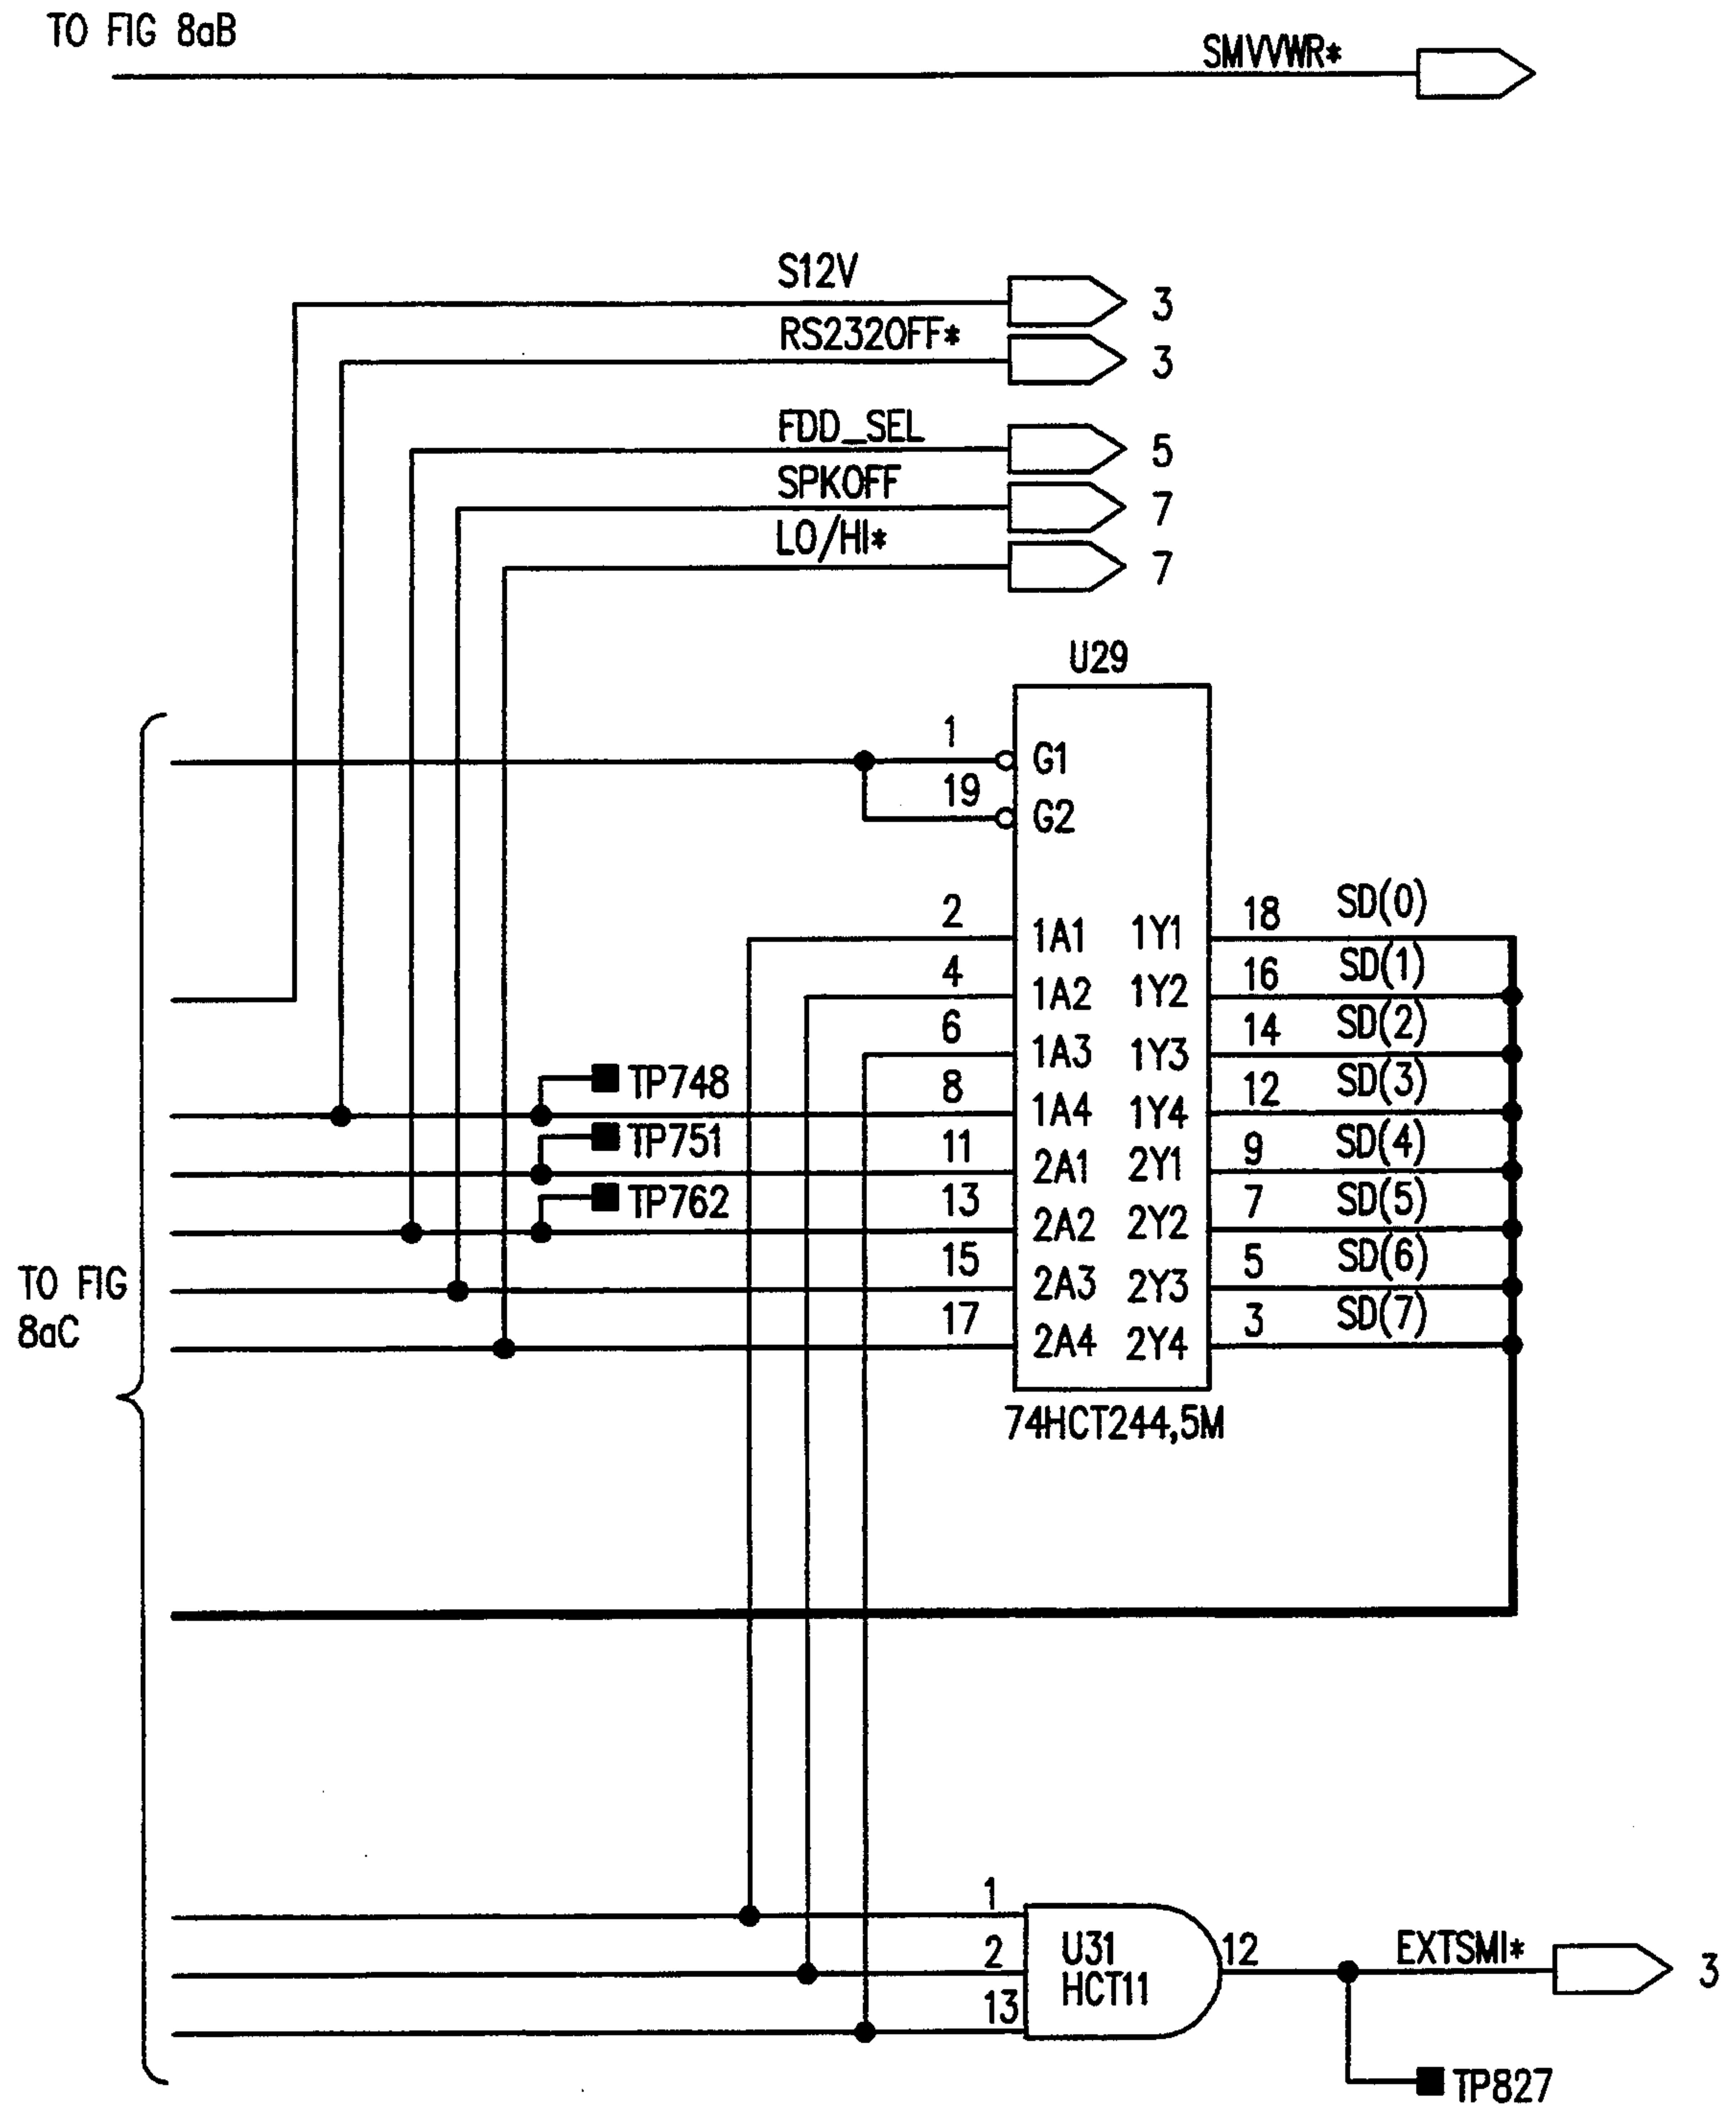 TO FIG 8aB
SMVVWR*
S12V
3
RS232OFF*
3
FDD_SEL
5
SPKOFF
7
LO/HI*
7
U29
1
G1
19
G2
2
1A1
1Y1
18
SD(0)
4
1A2
1Y2
16
SD(1)
6
1A3
1Y3
14
SD(2)
TP748
8
1A4
1Y4
12
SD(3)
TP751
11
2A1
2Y1
9
SD(4)
TP762
13
2A2
2Y2
7
SD(5)
15
2A3
2Y3
5
SD(6)
17
2A4
2Y4
3
SD(7)
TO FIG
8aC
74HCT244,5M
1
2
13
U31
HCT11
12
EXTSMI*
3
TP827